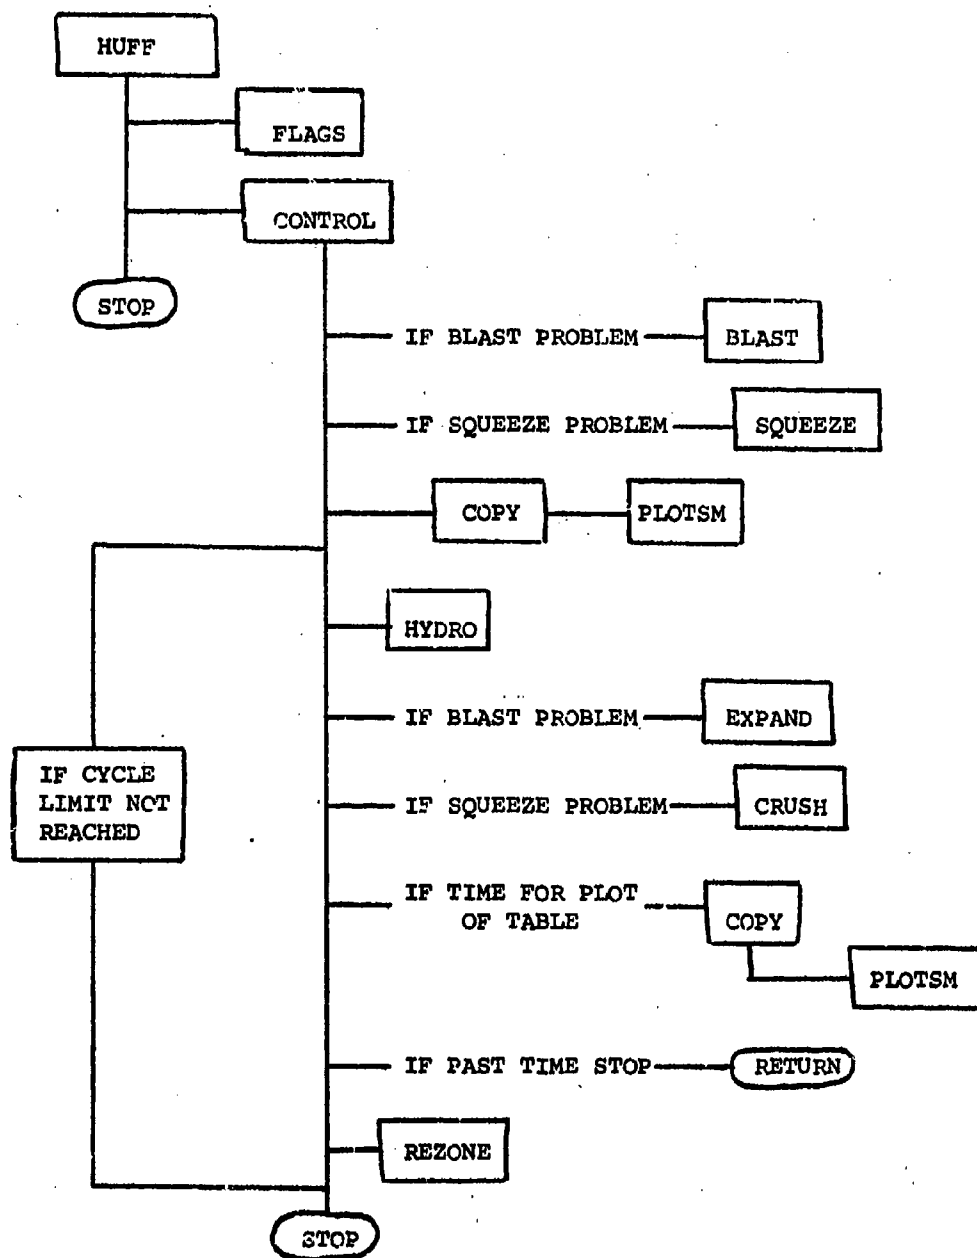 HUFF
FLAGS
CONTROL
STOP
IF BLAST PROBLEM
BLAST
IF SQUEEZE PROBLEM
SQUEEZE
COPY
PLOTSM
HYDRO
IF BLAST PROBLEM
EXPAND
IF CYCLE
LIMIT NOT
REACHED
IF SQUEEZE PROBLEM
CRUSH
IF TIME FOR PLOT
OF TABLE
COPY
PLOTSM
IF PAST TIME STOP
RETURN
REZONE
STOP